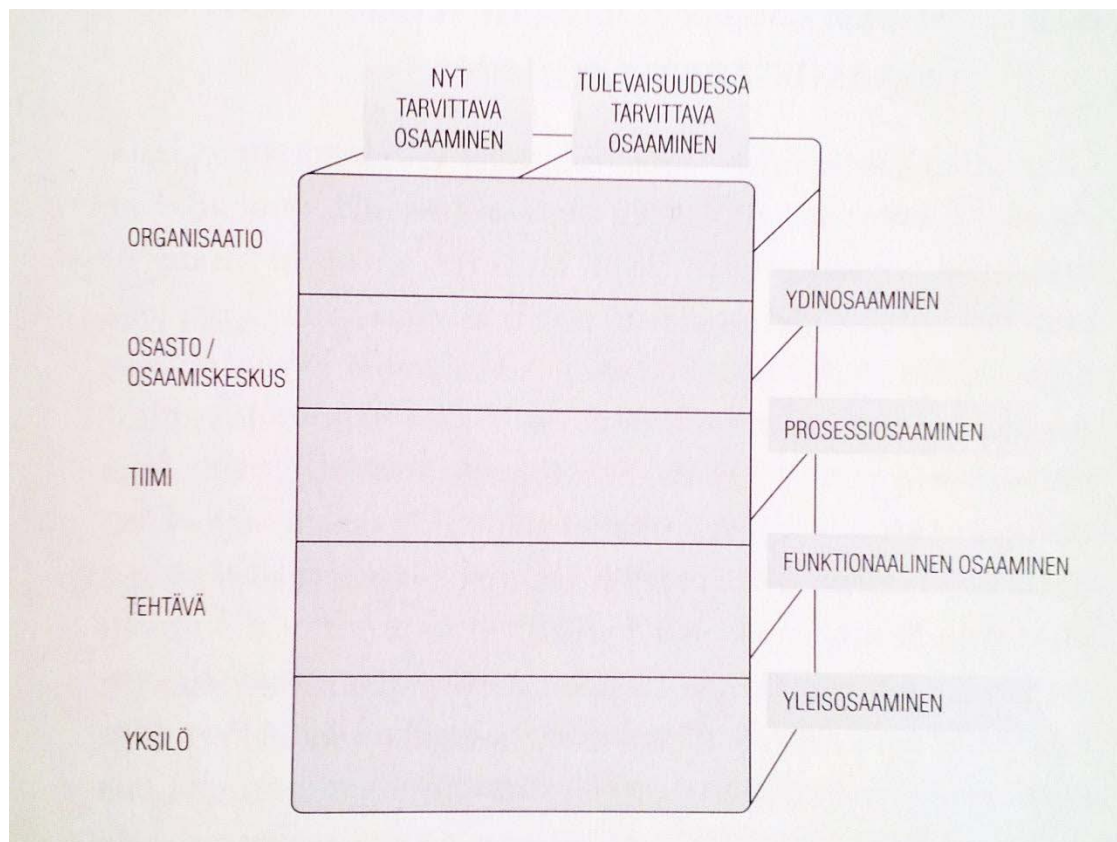 NYT
TARVITTAVA
OSAAMINEN
TULEVAISUUDESSA
TARVITTAVA
OSAAMINEN
ORGANISAATIO
OSASTO /
OSAAMISKESKUS
TIIMI
TEHTÄVÄ
YKSILÖ
YDINOSAAMINEN
PROSESSIOSAAMINEN
FUNKTIONAALINEN OSAAMINEN
YLEISOSAAMINEN